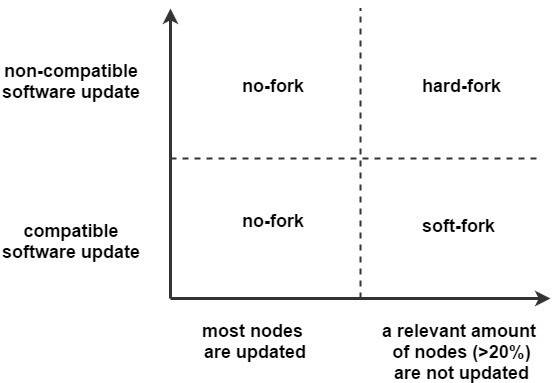 non-compatible
software update
no-fork
hard-fork
compatible
software update
no-fork
soft-fork
most nodes
are updated
a relevant amount
of nodes (>20%)
are not updated